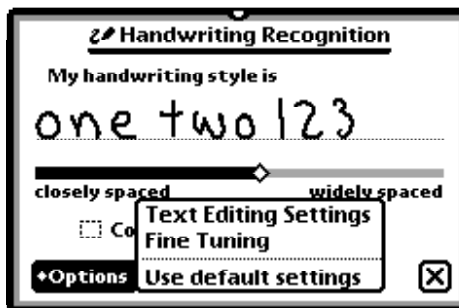 Handwriting Recognition
My handwriting style is
one two 123
closely spaced widely spaced
Co
Text Editing Settings
Fine Tuning
Options
Use default settings